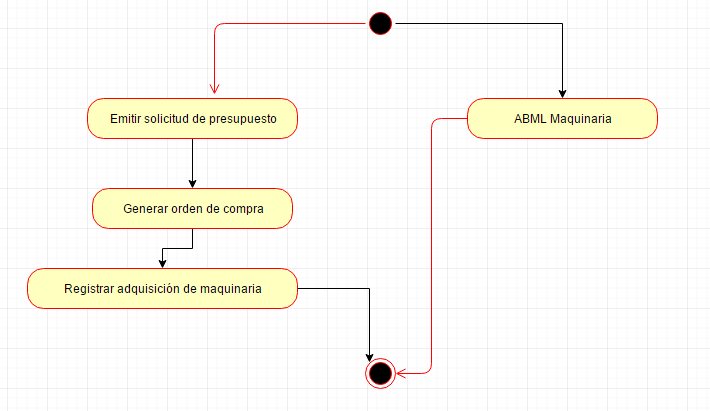 Emitir solicitud de presupuesto
ABML Maquinaria
Generar orden de compra
Registrar adquisición de maquinaria